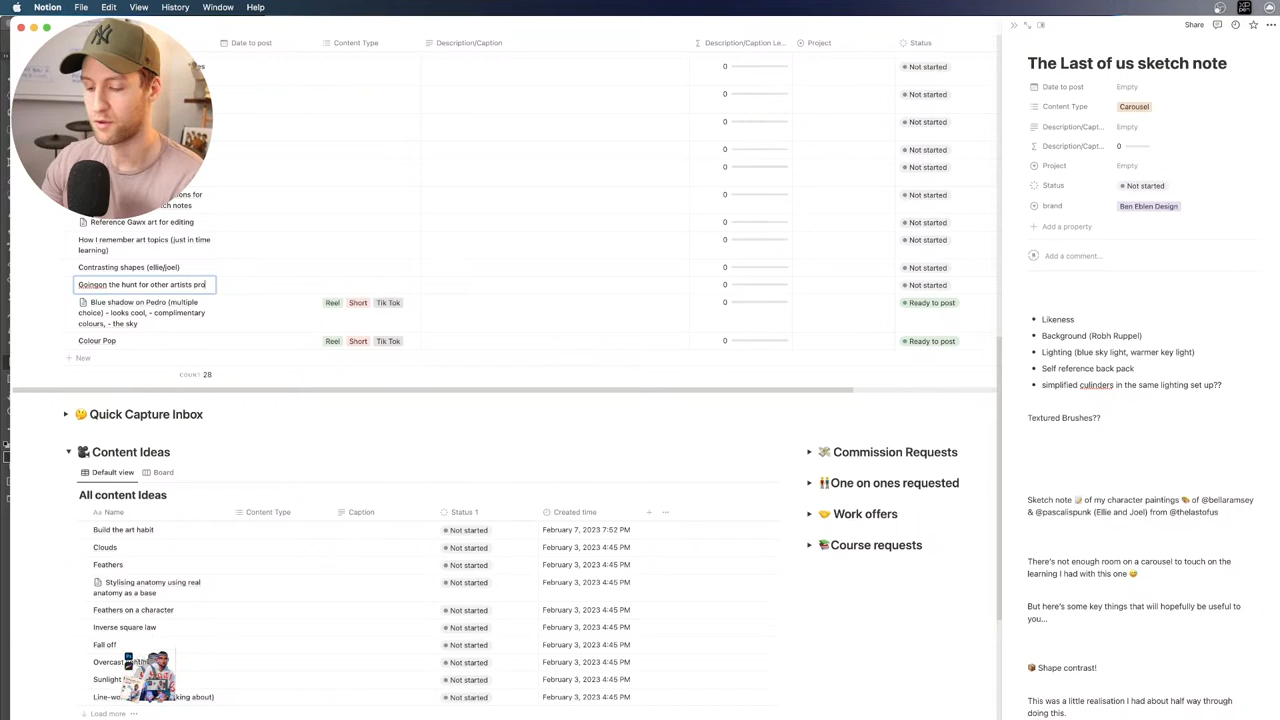 Notion File Edit View History Window Help
Share
Date to post Content Type Description/Caption Description/Caption Le... Project Status
The Last of us sketch note
es 0 Not started
0 Not started
0 Not started
0 Not started
0 Not started
ons for
ch notes 0 Not started
Reference Gawx art for editing 0 Not started
How I remember art topics (just in time
learning) 0 Not started
Contrasting shapes (ellie/joel) 0 Not started
Goingon the hunt for other artists pro 0 Not started
Blue shadow on Pedro (multiple
choice) - looks cool, - complimentary
colours, - the sky Reel Short Tik Tok 0 Ready to post
Colour Pop Reel Short Tik Tok 0 Ready to post
+ New
COUNT 28
Quick Capture Inbox
Content Ideas
Default view Board
All content Ideas
Aa Name Content Type Caption Status 1 Created time + ...
Build the art habit Not started February 7, 2023 7:52 PM
Clouds Not started February 3, 2023 4:45 PM
Feathers Not started February 3, 2023 4:45 PM
Stylising anatomy using real
anatomy as a base Not started February 3, 2023 4:42 PM
Feathers on a character Not started February 3, 2023 4:45 PM
Inverse square law Not started February 3, 2023 4:45 PM
Fall off Not started February 3, 2023 4:45 PM
Overcast Not started February 3, 2023 4:45 PM
Sunlight Not started February 3, 2023 4:45 PM
Line-wo king about) Not started February 3, 2023 4:45 PM
Load more ...
Commission Requests
One on ones requested
Work offers
Course requests
Date to post Empty
Content Type Carousel
Description/Capt... Empty
Description/Capt... 0
Project Empty
Status Not started
brand Ben Eblen Design
+ Add a property
Add a comment...
• Likeness
• Background (Robh Ruppel)
• Lighting (blue sky light, warmer key light)
• Self reference back pack
• simplified culinders in the same lighting set up??
Textured Brushes??
Sketch note 📝 of my character paintings 🎨 of @bellaramsey
& @pascalispunk (Ellie and Joel) from @thelastofus
There's not enough room on a carousel to touch on the
learning I had with this one 😅
But here's some key things that will hopefully be useful to
you...
📦 Shape contrast!
This was a little realisation I had about half way through
doing this.